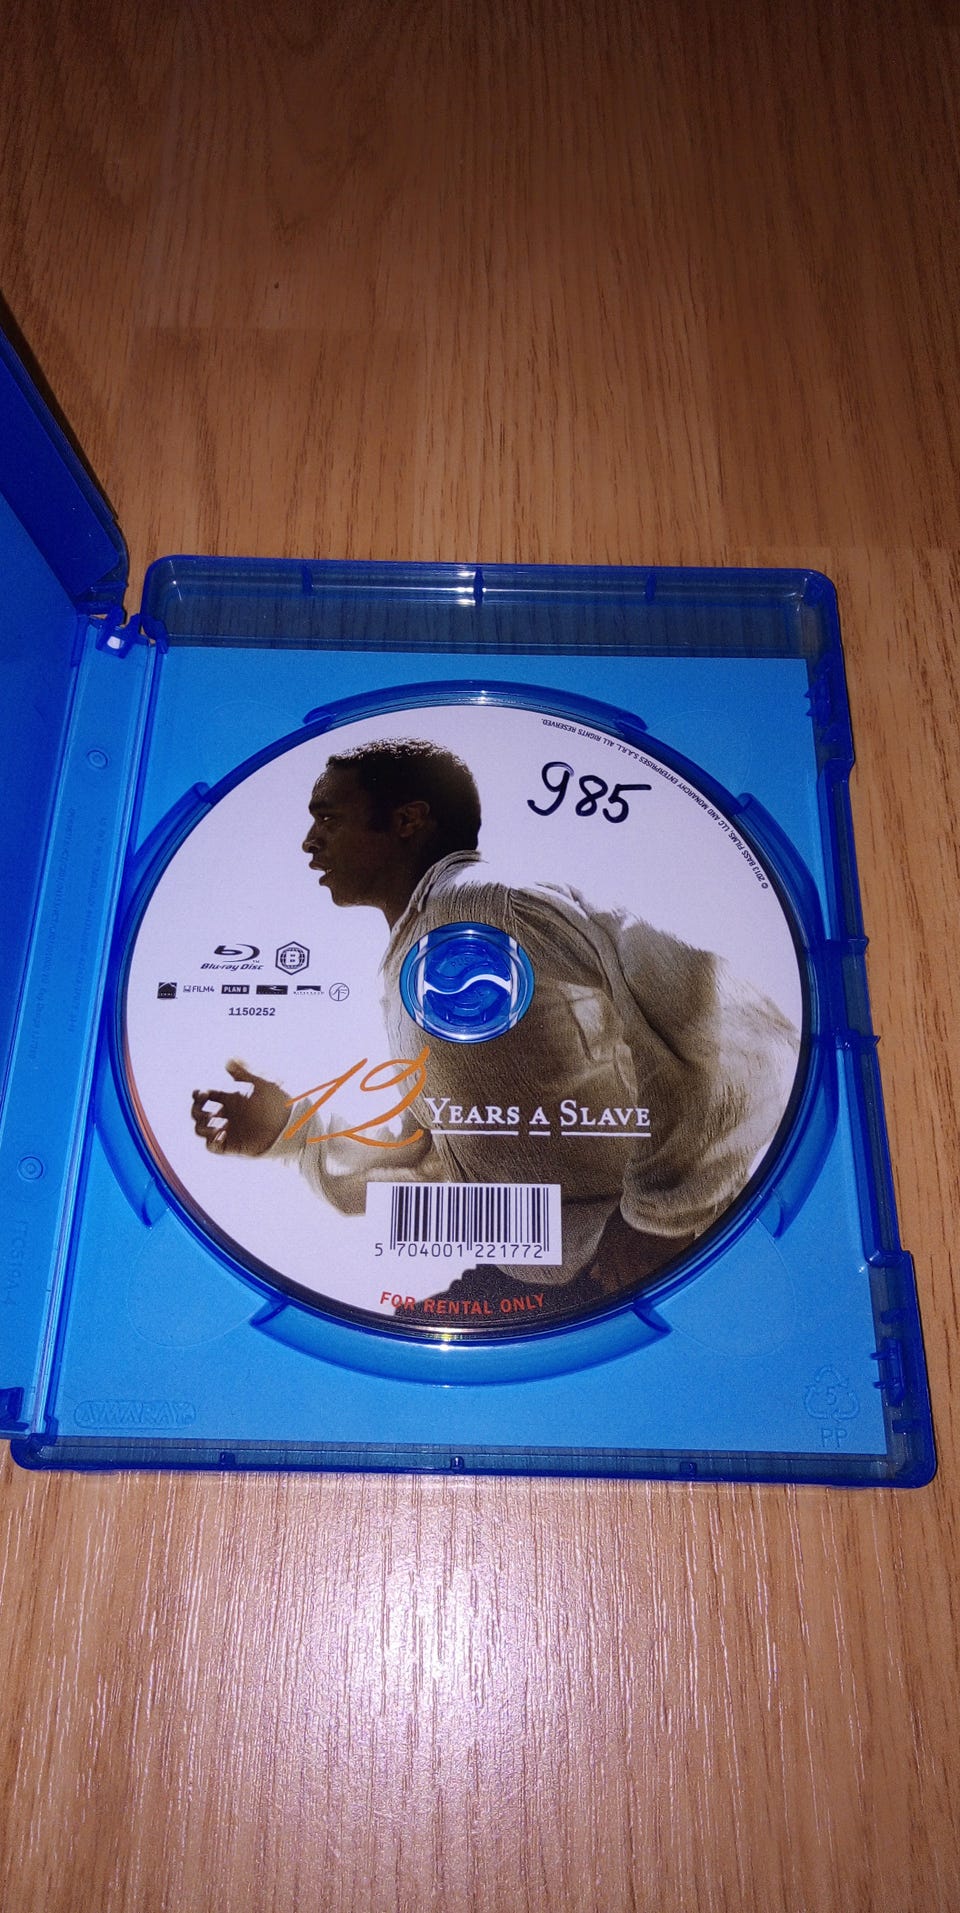 985
© 2013 BASS FILMS, LLC AND MONARCHY ENTERPRISES S.A.R.L. ALL RIGHTS RESERVED.
Blu-ray Disc™
B
FILM4 PLAN B
1150252
12 YEARS A SLAVE
5 704001 221772
FOR RENTAL ONLY
AMARAY
5
PP